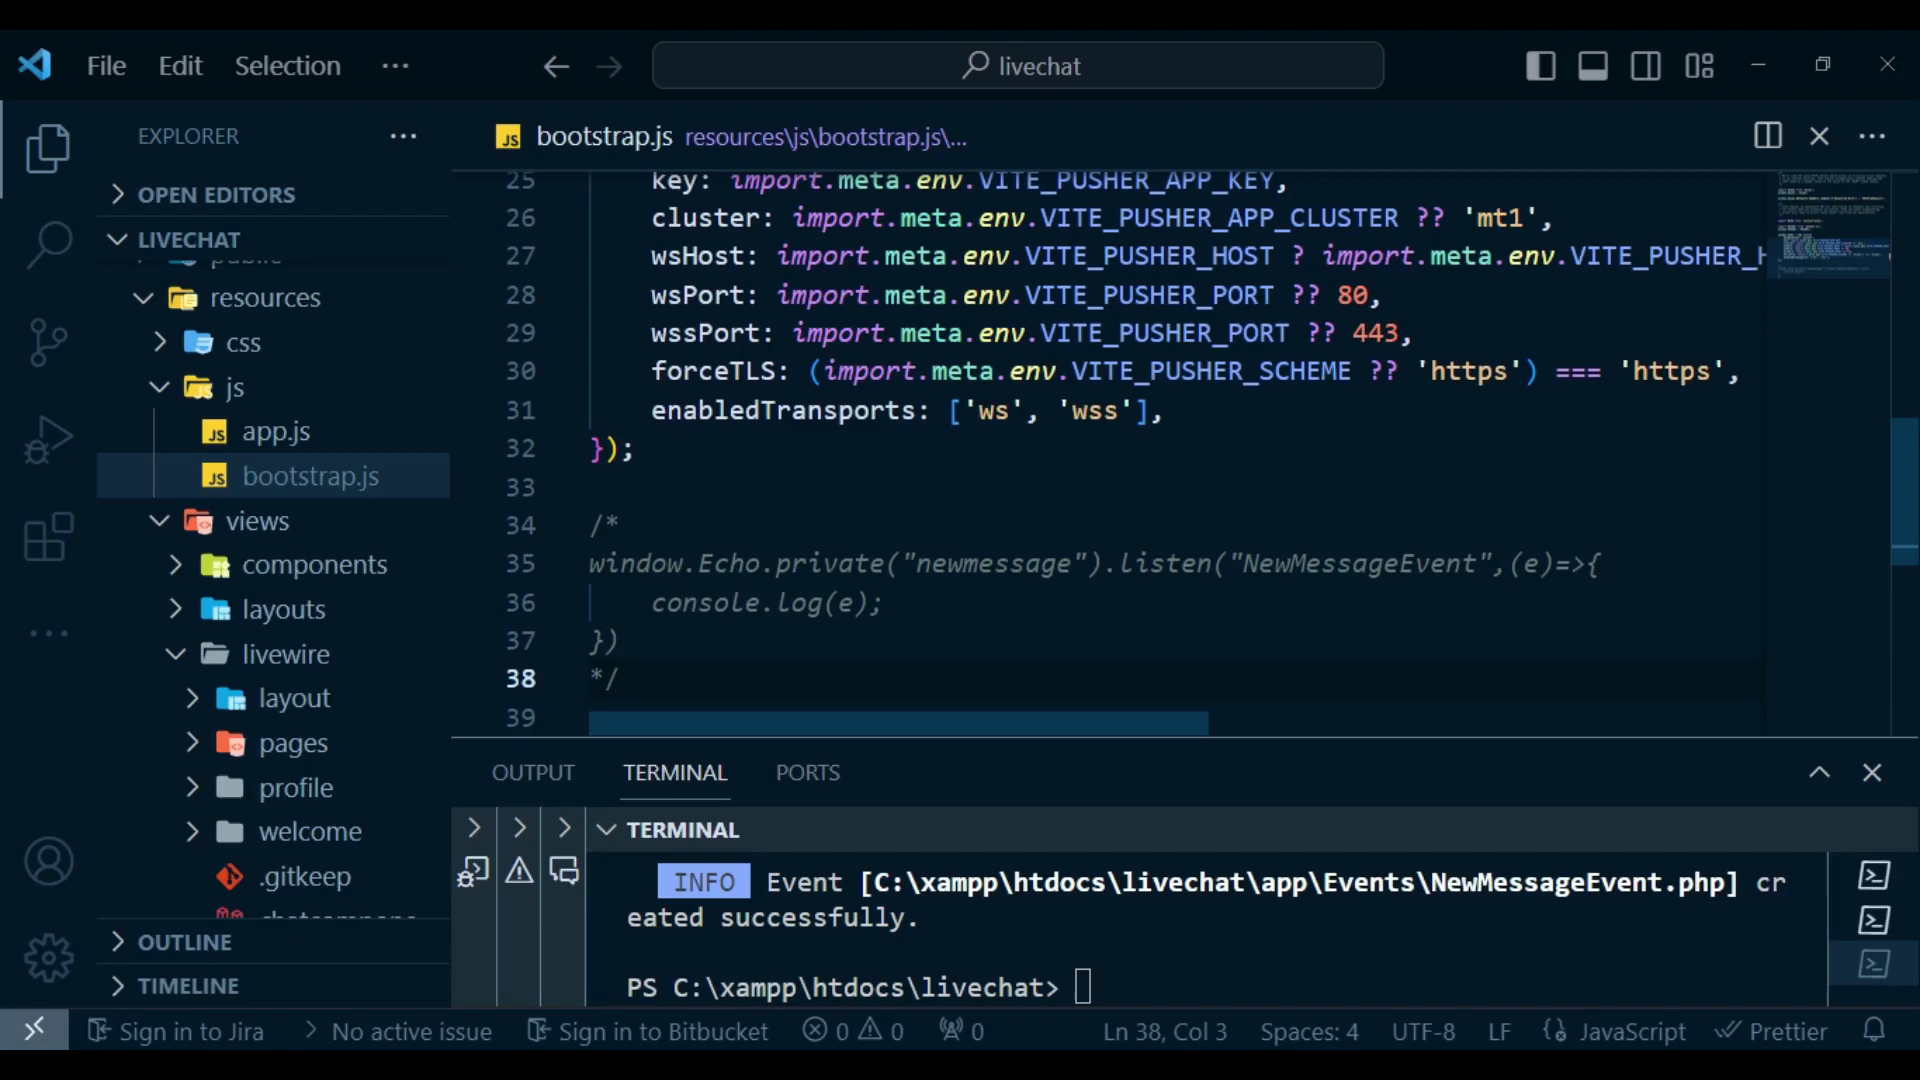 File Edit Selection ···
livechat
EXPLORER
OPEN EDITORS
LIVECHAT
public
resources
css
js
app.js
bootstrap.js
views
components
layouts
livewire
layout
pages
profile
welcome
.gitkeep
OUTLINE
TIMELINE
bootstrap.js resources\js\bootstrap.js\...
25 key: import.meta.env.VITE_PUSHER_APP_KEY,
26 cluster: import.meta.env.VITE_PUSHER_APP_CLUSTER ?? 'mt1',
27 wsHost: import.meta.env.VITE_PUSHER_HOST ? import.meta.env.VITE_PUSHER_H
28 wsPort: import.meta.env.VITE_PUSHER_PORT ?? 80,
29 wssPort: import.meta.env.VITE_PUSHER_PORT ?? 443,
30 forceTLS: (import.meta.env.VITE_PUSHER_SCHEME ?? 'https') === 'https',
31 enabledTransports: ['ws', 'wss'],
32 });
33
34 /*
35 window.Echo.private("newmessage").listen("NewMessageEvent",(e)=>{
36 console.log(e);
37 })
38 */
39
OUTPUT TERMINAL PORTS
TERMINAL
INFO Event [C:\xampp\htdocs\livechat\app\Events\NewMessageEvent.php] cr
eated successfully.
PS C:\xampp\htdocs\livechat>
Sign in to Jira No active issue Sign in to Bitbucket 0 0 0 Ln 38, Col 3 Spaces: 4 UTF-8 LF JavaScript Prettier